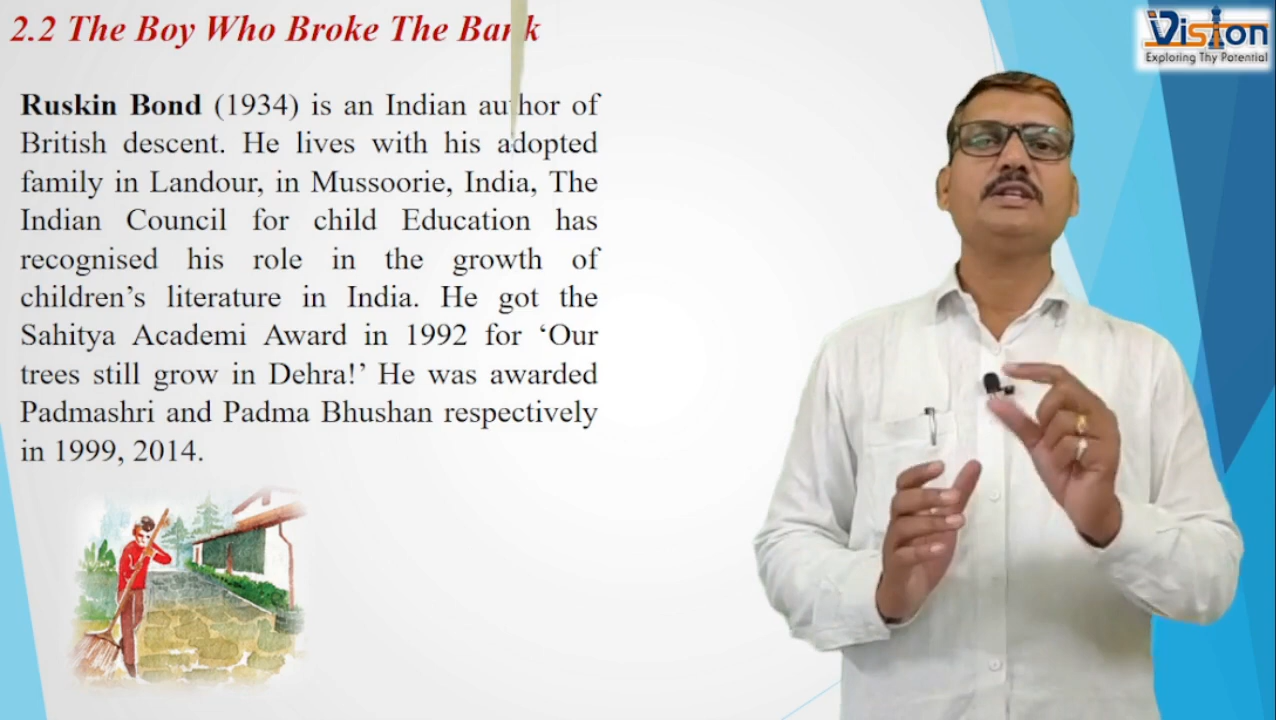 2.2 The Boy Who Broke The Bank
Vision
Exploring Thy Potential
Ruskin Bond (1934) is an Indian author of
British descent. He lives with his adopted
family in Landour, in Mussoorie, India, The
Indian Council for child Education has
recognised his role in the growth of
children's literature in India. He got the
Sahitya Academi Award in 1992 for ‘Our
trees still grow in Dehra!’ He was awarded
Padmashri and Padma Bhushan respectively
in 1999, 2014.